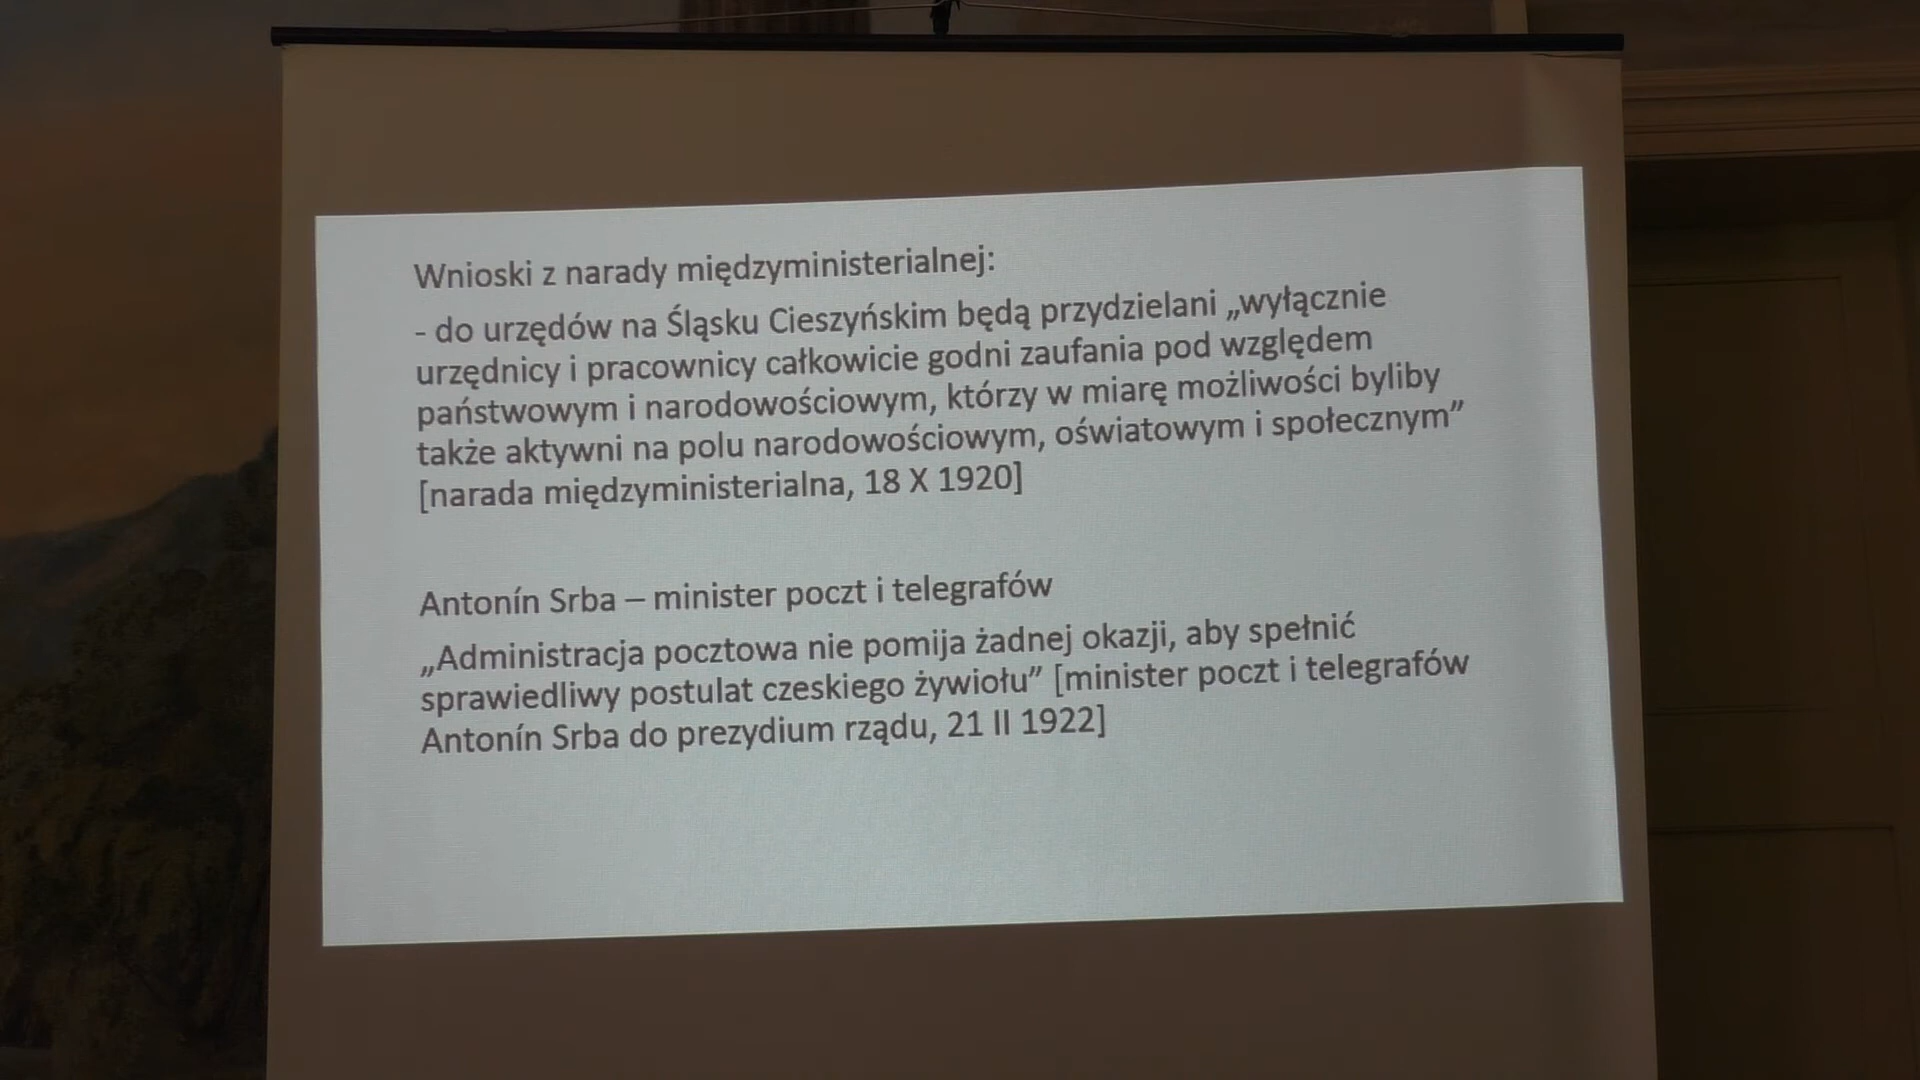 Wnioski z narady międzyministerialnej:
- do urzędów na Śląsku Cieszyńskim będą przydzielani „wyłącznie
urzędnicy i pracownicy całkowicie godni zaufania pod względem
państwowym i narodowościowym, którzy w miarę możliwości byliby
także aktywni na polu narodowościowym, oświatowym i społecznym”
[narada międzyministerialna, 18 X 1920]
Antonín Srba – minister poczt i telegrafów
„Administracja pocztowa nie pomija żadnej okazji, aby spełnić
sprawiedliwy postulat czeskiego żywiołu” [minister poczt i telegrafów
Antonín Srba do prezydium rządu, 21 II 1922]